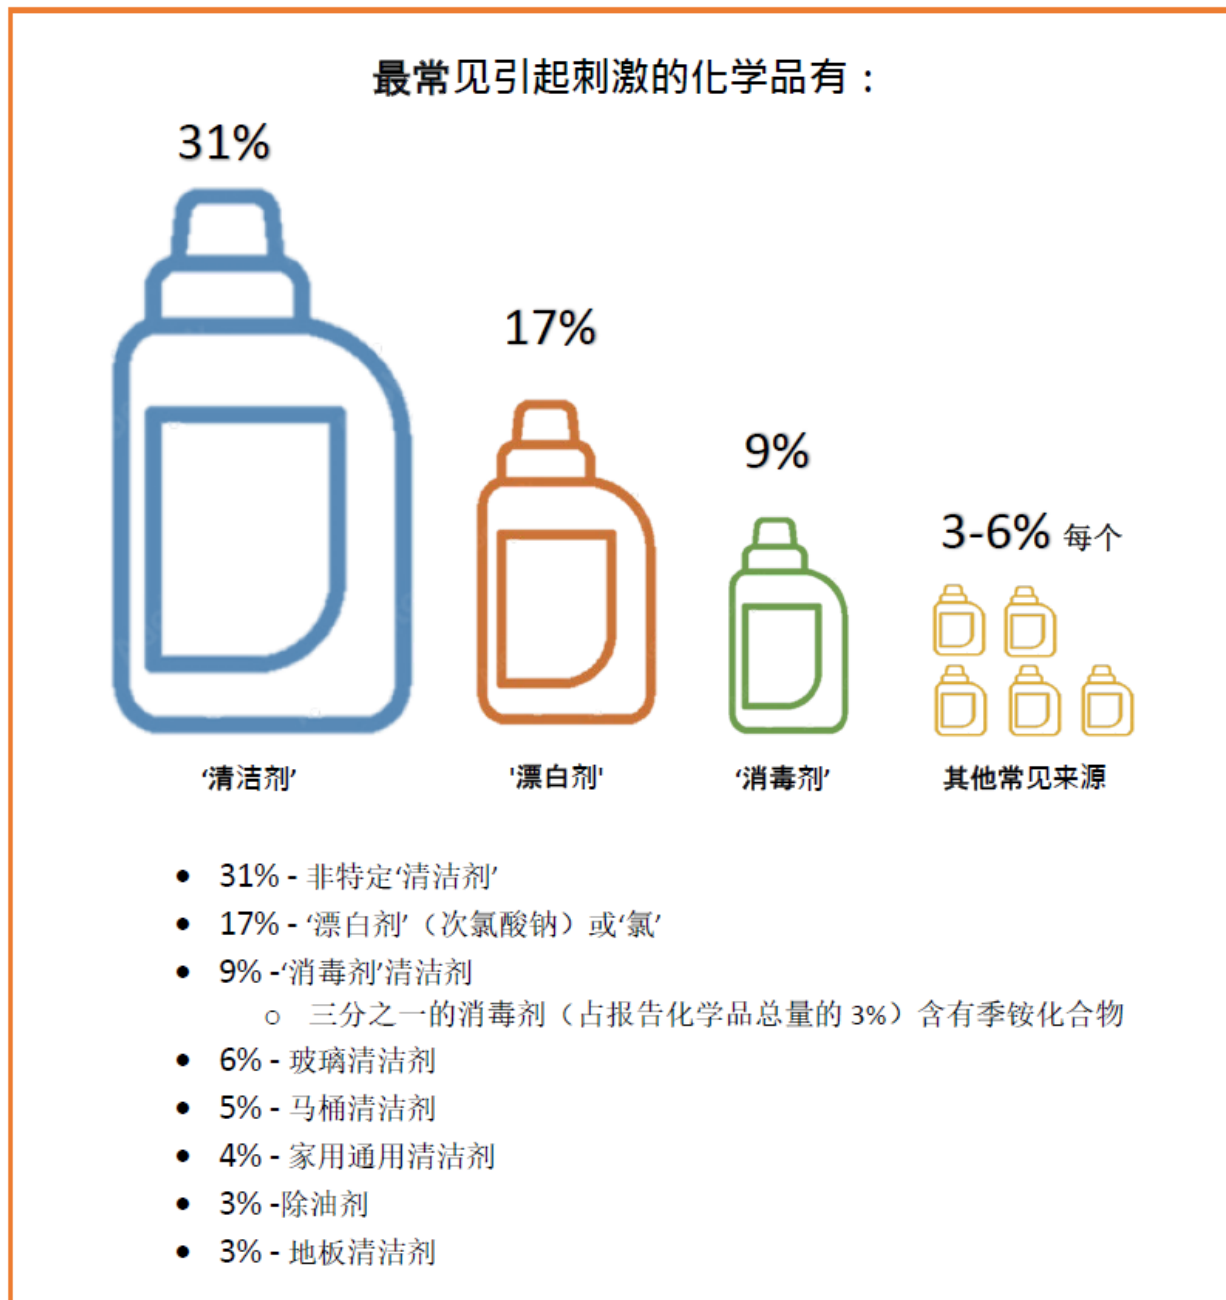 最常见引起刺激的化学品有：
31%
17%
9%
3-6% 每个
‘清洁剂’
'漂白剂'
‘消毒剂’
其他常见来源
• 31% - 非特定‘清洁剂’
• 17% - ‘漂白剂’（次氯酸钠）或‘氯’
• 9% -‘消毒剂’清洁剂
o 三分之一的消毒剂（占报告化学品总量的 3%）含有季铵化合物
• 6% - 玻璃清洁剂
• 5% - 马桶清洁剂
• 4% - 家用通用清洁剂
• 3% -除油剂
• 3% - 地板清洁剂